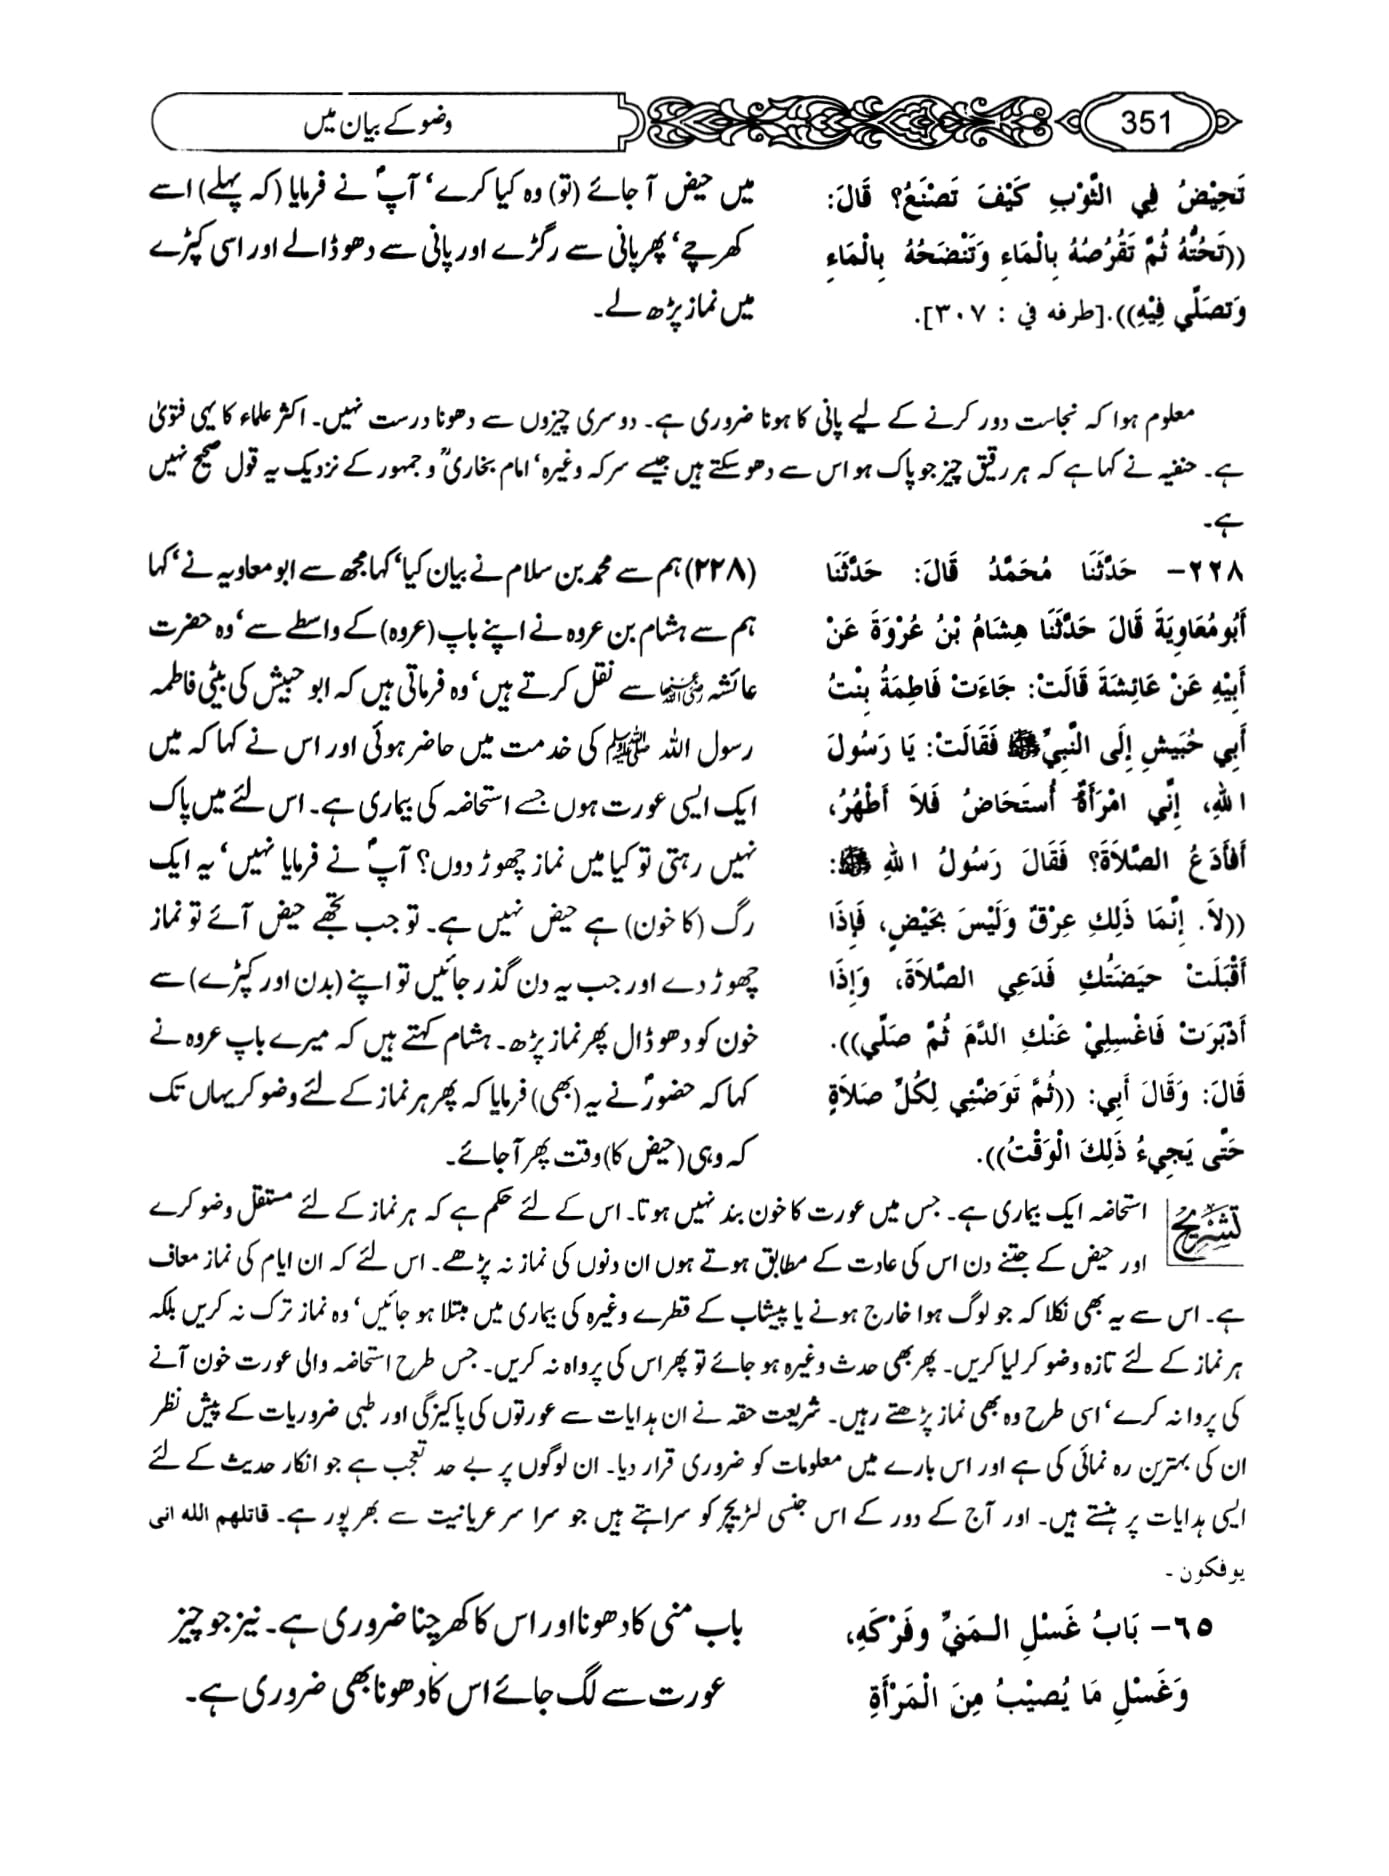 351
وضو کے بیان میں
تَحِيْضُ فِي الثَّوْبِ كَيْفَ تَصْنَعُ؟ قَالَ:
((تَحُتُّهُ ثُمَّ تَقْرُصُهُ بِالْمَاءِ وَتَنْضَحُهُ بِالْمَاءِ
وَتصَلِّي فِيْهِ)).[طرفه في : ٣٠٧].
میں حیض آ جائے (تو) وہ کیا کرے‘ آپؐ نے فرمایا (کہ پہلے) اسے
کھرچے‘ پھر پانی سے رگڑے اور پانی سے دھو ڈالے اور اسی کپڑے
میں نماز پڑھ لے۔
معلوم ہوا کہ نجاست دور کرنے کے لیے پانی کا ہونا ضروری ہے۔ دوسری چیزوں سے دھونا درست نہیں۔ اکثر علماء کا یہی فتویٰ
ہے۔ حنفیہ نے کہا ہے کہ ہر رقیق چیز جو پاک ہو اس سے دھو سکتے ہیں جیسے سرکہ وغیرہ‘ امام بخاریؒ و جمہور کے نزدیک یہ قول صحیح نہیں
ہے۔
٢٢٨- حَدَّثَنَا مُحَمَّدُ قَالَ: حَدَّثَنَا
أَبُو مُعَاوِيَةَ قَالَ حَدَّثَنَا هِشَامُ بْنُ عُرْوَةَ عَنْ
أَبِيْهِ عَنْ عَائِشَةَ قَالَتْ: جَاءَتْ فَاطِمَةُ بِنْتُ
أَبِي حُبَيشٍ إِلَى النَّبِيِّ ﷺ فَقَالَتْ: يَا رَسُولَ
اللهِ، إِنِّي امْرَأَةٌ أُستَحَاضُ فَلاَ أَطْهُرُ،
أَفَأَدَعُ الصَّلاَةَ؟ فَقَالَ رَسُولُ اللهِ ﷺ:
((لاَ. إِنَّمَا ذَلِكِ عِرْقٌ وَلَيْسَ بِحَيْضٍ، فَإِذَا
أَقْبَلَتْ حيَضَتُكِ فَدَعِي الصَّلاَةَ، وَإِذَا
أَدْبَرَتْ فَاغْسِلِيْ عَنْكِ الدَّمَ ثُمَّ صَلِّي)).
قَالَ: وَقَالَ أَبِي: ((ثُمَّ تَوَضَّئِي لِكُلِّ صَلاَةٍ
حَتَّى يَجِيءُ ذَلِكَ الْوَقْتُ)).
(۲۲۸) ہم سے محمد بن سلام نے بیان کیا‘ کہا مجھ سے ابو معاویہ نے‘ کہا
ہم سے ہشام بن عروہ نے اپنے باپ (عروہ) کے واسطے سے‘ وہ حضرت
عائشہ رضی اللہ عنہا سے نقل کرتے ہیں‘ وہ فرماتی ہیں کہ ابو حبیش کی بیٹی فاطمہ
رسول اللہ ﷺ کی خدمت میں حاضر ہوئی اور اس نے کہا کہ میں
ایک ایسی عورت ہوں جسے استحاضہ کی بیماری ہے۔ اس لئے میں پاک
نہیں رہتی تو کیا میں نماز چھوڑ دوں؟ آپؐ نے فرمایا نہیں‘ یہ ایک
رگ (کا خون) ہے حیض نہیں ہے۔ تو جب تجھے حیض آئے تو نماز
چھوڑ دے اور جب یہ دن گذر جائیں تو اپنے (بدن اور کپڑے) سے
خون کو دھو ڈال پھر نماز پڑھ۔ ہشام کہتے ہیں کہ میرے باپ عروہ نے
کہا کہ حضورؐ نے یہ (بھی) فرمایا کہ پھر ہر نماز کے لئے وضو کر یہاں تک
کہ وہی (حیض کا) وقت پھر آ جائے۔
تشریح
استحاضہ ایک بیماری ہے۔ جس میں عورت کا خون بند نہیں ہوتا۔ اس کے لئے حکم ہے کہ ہر نماز کے لئے مستقل وضو کرے
اور حیض کے جتنے دن اس کی عادت کے مطابق ہوتے ہوں ان دنوں کی نماز نہ پڑھے۔ اس لئے کہ ان ایام کی نماز معاف
ہے۔ اس سے یہ بھی نکلا کہ جو لوگ ہوا خارج ہونے یا پیشاب کے قطرے وغیرہ کی بیماری میں مبتلا ہو جائیں‘ وہ نماز ترک نہ کریں بلکہ
ہر نماز کے لئے تازہ وضو کر لیا کریں۔ پھر بھی حدث وغیرہ ہو جائے تو پھر اس کی پرواہ نہ کریں۔ جس طرح استحاضہ والی عورت خون آنے
کی پروا نہ کرے‘ اسی طرح وہ بھی نماز پڑھتے رہیں۔ شریعت حقہ نے ان ہدایات سے عورتوں کی پاکیزگی اور طبی ضروریات کے پیش نظر
ان کی بہترین رہ نمائی کی ہے اور اس بارے میں معلومات کو ضروری قرار دیا۔ ان لوگوں پر بے حد تعجب ہے جو انکار حدیث کے لئے
ایسی ہدایات پر ہنستے ہیں۔ اور آج کے دور کے اس جنسی لٹریچر کو سراہتے ہیں جو سرا سر عریانیت سے بھرپور ہے۔ قاتلهم الله انی
یوفکون ۔
٦٥- بَابُ غَسْلِ الـمَنِيِّ وفَرْكَهِ،
وَغَسْلِ مَا يُصيْبُ مِنَ الْمَرْأَةِ
باب منی کا دھونا اور اس کا کھرچنا ضروری ہے۔ نیز جو چیز
عورت سے لگ جائے اس کا دھونا بھی ضروری ہے۔